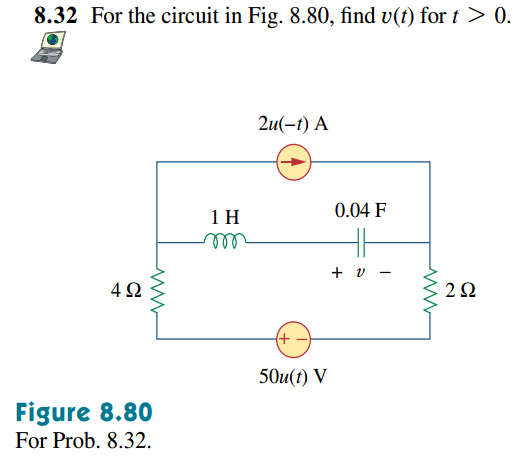 8.32 For the circuit in Fig. 8.80, find v(t) for t > 0.
2u(–t) A
1 H
0.04 F
+ v –
4 Ω
2 Ω
+ –
50u(t) V
Figure 8.80
For Prob. 8.32.